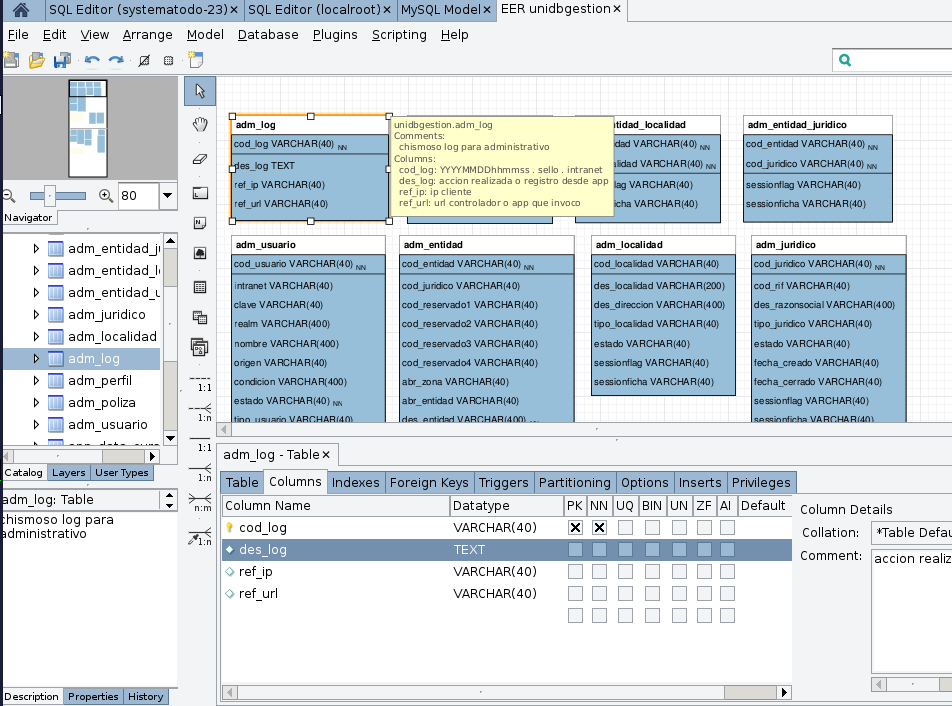 SQL Editor (systematodo-23)× SQL Editor (localroot)× MySQL Model× EER unidbgestion×
File Edit View Arrange Model Database Plugins Scripting Help
80
Navigator
adm_entidad_ju
adm_entidad_lo
adm_entidad_u
adm_juridico
adm_localidad
adm_log
adm_perfil
adm_poliza
adm_usuario
Catalog Layers User Types
adm_log: Table
chismoso log para
administrativo
Description Properties History
1:1
1:n
1:1
1:n
n:m
1:n
adm_log
cod_log VARCHAR(40) NN
des_log TEXT
ref_ip VARCHAR(40)
ref_url VARCHAR(40)
unidbgestion.adm_log
Comments:
chismoso log para administrativo
Columns:
cod_log: YYYYMMDDhhmmss . sello . intranet
des_log: accion realizada o registro desde app
ref_ip: ip cliente
ref_url: url controlador o app que invoco
tidad_localidad
alidad VARCHAR(40) NN
lidad VARCHAR(40) NN
flag VARCHAR(40)
ficha VARCHAR(40)
adm_entidad_juridico
cod_entidad VARCHAR(40) NN
cod_juridico VARCHAR(40) NN
sessionflag VARCHAR(40)
sessionficha VARCHAR(40)
adm_usuario
cod_usuario VARCHAR(40) NN
intranet VARCHAR(40)
clave VARCHAR(40)
realm VARCHAR(400)
nombre VARCHAR(400)
origen VARCHAR(40)
condicion VARCHAR(400)
estado VARCHAR(40) NN
tipo_usuario VARCHAR(40)
adm_entidad
cod_entidad VARCHAR(40) NN
cod_juridico VARCHAR(40)
cod_reservado1 VARCHAR(40)
cod_reservado2 VARCHAR(40)
cod_reservado3 VARCHAR(40)
cod_reservado4 VARCHAR(40)
abr_zona VARCHAR(40)
abr_entidad VARCHAR(40)
des_entidad VARCHAR(400)
adm_localidad
cod_localidad VARCHAR(40)
des_localidad VARCHAR(200)
des_direccion VARCHAR(400)
tipo_localidad VARCHAR(40)
estado VARCHAR(40)
sessionflag VARCHAR(40)
sessionficha VARCHAR(40)
adm_juridico
cod_juridico VARCHAR(40) NN
cod_rif VARCHAR(40)
des_razonsocial VARCHAR(400)
tipo_juridico VARCHAR(40)
estado VARCHAR(40)
fecha_creado VARCHAR(40)
fecha_cerrado VARCHAR(40)
sessionflag VARCHAR(40)
sessionficha VARCHAR(40)
adm_log - Table×
Table Columns Indexes Foreign Keys Triggers Partitioning Options Inserts Privileges
Column Name Datatype PK NN UQ BIN UN ZF AI Default
cod_log VARCHAR(40)
des_log TEXT
ref_ip VARCHAR(40)
ref_url VARCHAR(40)
Column Details
Collation: *Table Defau
Comment: accion realiz